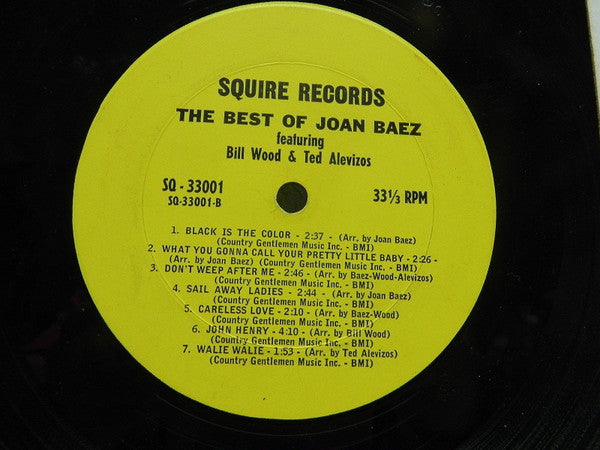 SQUIRE RECORDS
THE BEST OF JOAN BAEZ
featuring
Bill Wood & Ted Alevizos
SQ - 33001
SQ-33001-B
33⅓ RPM
1. BLACK IS THE COLOR - 2:37 - (Arr. by Joan Baez)
(Country Gentlemen Music Inc. - BMI)
2. WHAT YOU GONNA CALL YOUR PRETTY LITTLE BABY - 2:26 -
(Arr. by Joan Baez) (Country Gentlemen Music Inc. - BMI)
3. DON'T WEEP AFTER ME - 2:46 - (Arr. by Baez-Wood-Alevizos)
(Country Gentlemen Music Inc. - BMI)
4. SAIL AWAY LADIES - 2:44 - (Arr. by Joan Baez)
(Country Gentlemen Music Inc. - BMI)
5. CARELESS LOVE - 2:10 - (Arr. by Baez-Wood)
(Country Gentlemen Music Inc. - BMI)
6. JOHN HENRY - 4:10 - (Arr. by Bill Wood)
(Country Gentlemen Music Inc. - BMI)
7. WALIE WALIE - 1:53 - (Arr. by Ted Alevizos)
(Country Gentlemen Music Inc. - BMI)